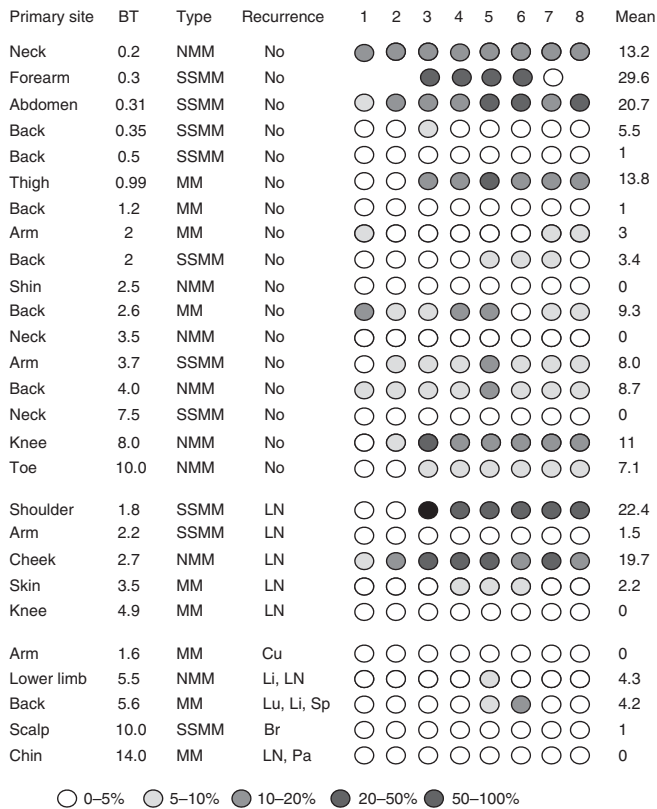 Primary site BT Type Recurrence 1 2 3 4 5 6 7 8 Mean
Neck 0.2 NMM No 13.2
Forearm 0.3 SSMM No 29.6
Abdomen 0.31 SSMM No 20.7
Back 0.35 SSMM No 5.5
Back 0.5 SSMM No 1
Thigh 0.99 MM No 13.8
Back 1.2 MM No 1
Arm 2 MM No 3
Back 2 SSMM No 3.4
Shin 2.5 NMM No 0
Back 2.6 MM No 9.3
Neck 3.5 NMM No 0
Arm 3.7 SSMM No 8.0
Back 4.0 NMM No 8.7
Neck 7.5 SSMM No 0
Knee 8.0 NMM No 11
Toe 10.0 NMM No 7.1
Shoulder 1.8 SSMM LN 22.4
Arm 2.2 SSMM LN 1.5
Cheek 2.7 NMM LN 19.7
Skin 3.5 MM LN 2.2
Knee 4.9 MM LN 0
Arm 1.6 MM Cu 0
Lower limb 5.5 NMM Li, LN 4.3
Back 5.6 MM Lu, Li, Sp 4.2
Scalp 10.0 SSMM Br 1
Chin 14.0 MM LN, Pa 0
0–5% 5–10% 10–20% 20–50% 50–100%